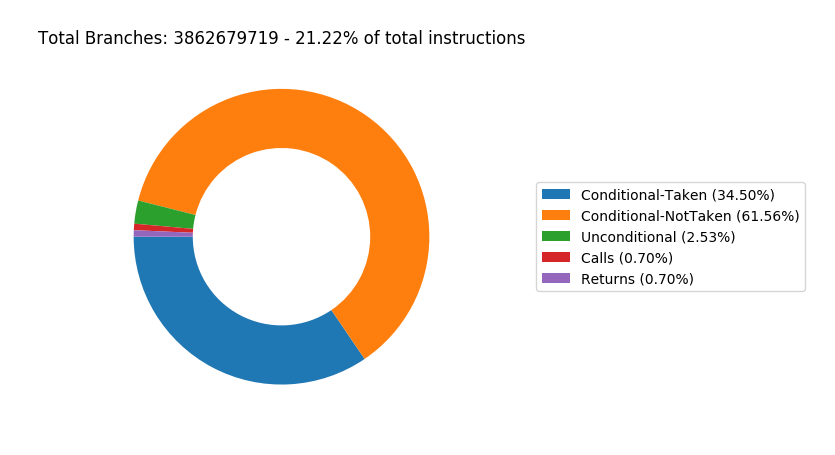 Total Branches: 3862679719 - 21.22% of total instructions
Conditional-Taken (34.50%)
Conditional-NotTaken (61.56%)
Unconditional (2.53%)
Calls (0.70%)
Returns (0.70%)